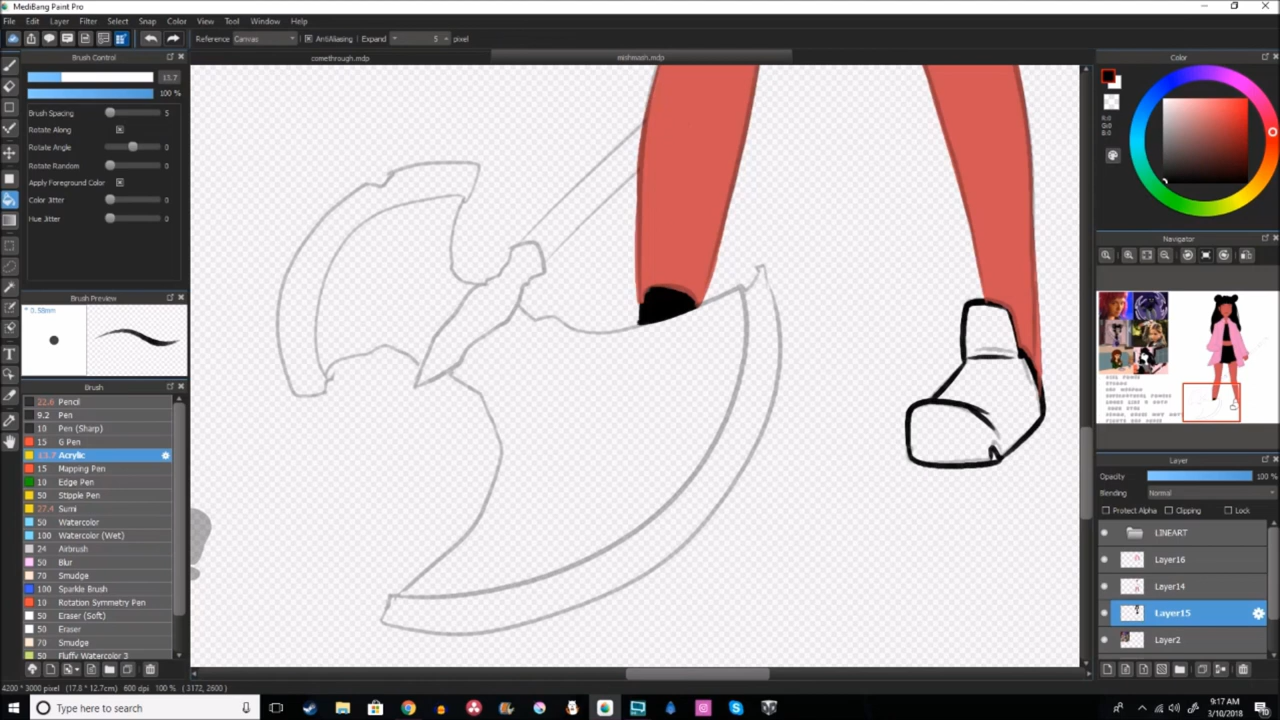 MediBang Paint Pro
File Edit Layer Filter Select Snap Color View Tool Window Help
Reference Canvas AntiAliasing Expand 5 pixel
Brush Control comethrough.mdp mishmash.mdp Color
13.7
100 %
Brush Spacing 5
Rotate Along
Rotate Angle 0
Rotate Random 0
Apply Foreground Color
Color Jitter 0
Hue Jitter 0
R:0
G:0
B:0
Navigator
Brush Preview
* 0.58mm
Brush
22.6 Pencil
9.2 Pen
10 Pen (Sharp)
15 G Pen
13.7 Acrylic
15 Mapping Pen
10 Edge Pen
50 Stipple Pen
27.4 Sumi
50 Watercolor
100 Watercolor (Wet)
24 Airbrush
50 Blur
70 Smudge
100 Sparkle Brush
10 Rotation Symmetry Pen
50 Eraser (Soft)
50 Eraser
70 Smudge
50 Fluffy Watercolor 3
Layer
Opacity 100 %
Blending Normal
Protect Alpha Clipping Lock
LINEART
Layer16
Layer14
Layer15
Layer2
4200 * 3000 pixel (17.8 * 12.7cm) 600 dpi 100 % ( 3172, 2600 )
Type here to search
9:17 AM
3/10/2018